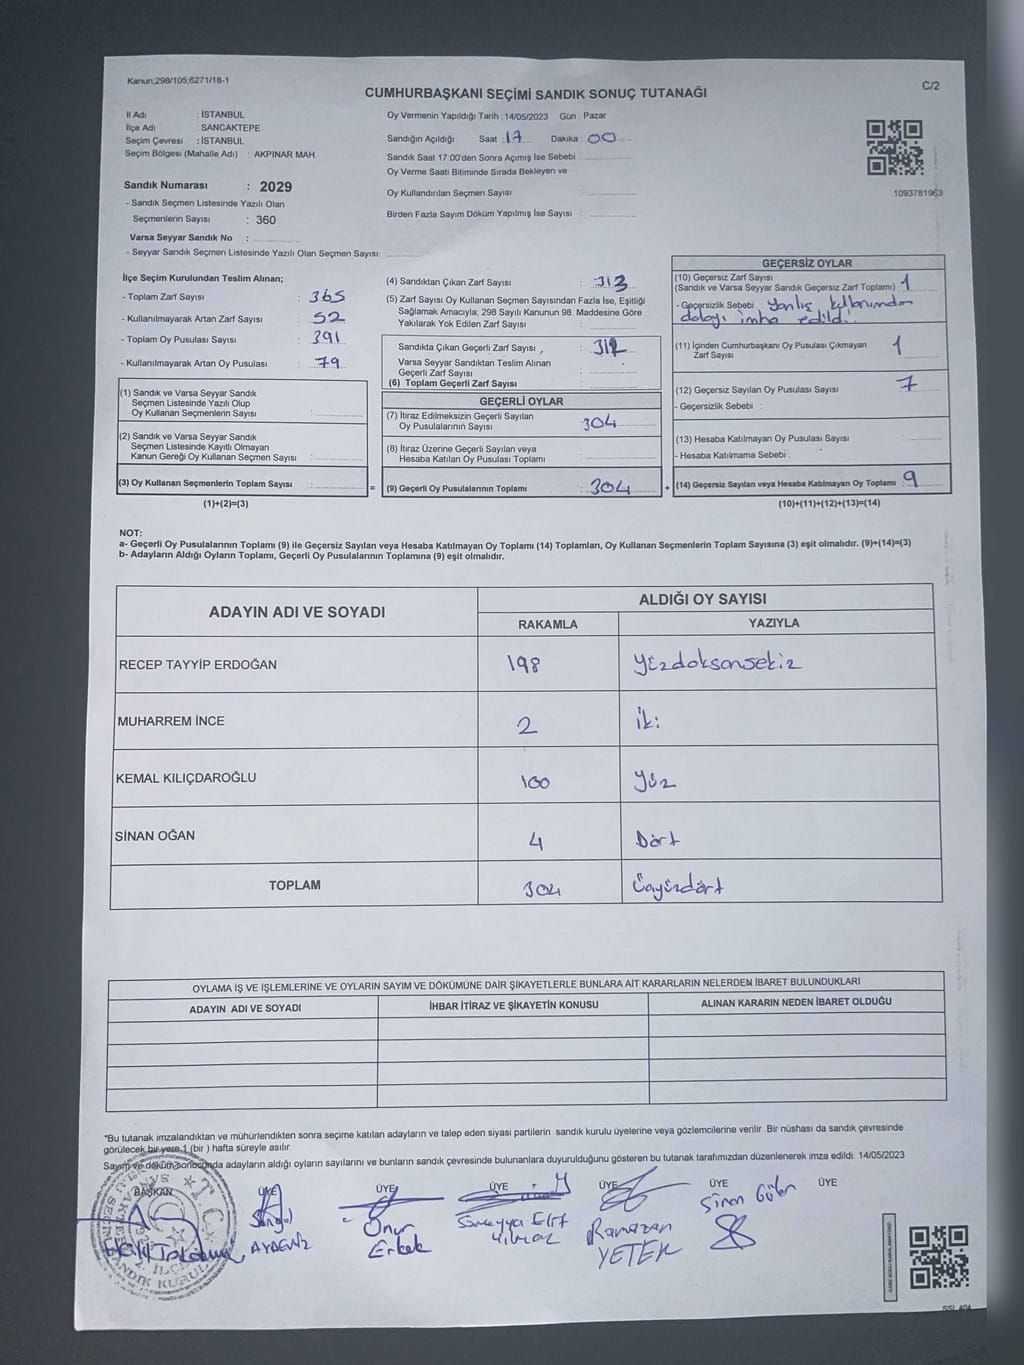 Kanun;298/105;6271/18-1
C/2
CUMHURBAŞKANI SEÇİMİ SANDIK SONUÇ TUTANAĞI
İl Adı : İSTANBUL
İlçe Adı : SANCAKTEPE
Seçim Çevresi : İSTANBUL
Seçim Bölgesi (Mahalle Adı) : AKPINAR MAH.
Sandık Numarası : 2029
- Sandık Seçmen Listesinde Yazılı Olan
Seçmenlerin Sayısı : 360
Varsa Seyyar Sandık No :
- Seyyar Sandık Seçmen Listesinde Yazılı Olan Seçmen Sayısı:
Oy Vermenin Yapıldığı Tarih : 14/05/2023 Gün : Pazar
Sandığın Açıldığı Saat : 17 Dakika : 00
Sandık Saat 17:00'den Sonra Açımış İse Sebebi
Oy Verme Saati Bitiminde Sırada Bekleyen ve
Oy Kullandırılan Seçmen Sayısı :
Birden Fazla Sayım Döküm Yapılmış İse Sayısı :
1093781963
İlçe Seçim Kurulundan Teslim Alınan;
- Toplam Zarf Sayısı : 365
- Kullanılmayarak Artan Zarf Sayısı : 52
- Toplam Oy Pusulası Sayısı : 391
- Kullanılmayarak Artan Oy Pusulası : 79
(1) Sandık ve Varsa Seyyar Sandık
Seçmen Listesinde Yazılı Olup
Oy Kullanan Seçmenlerin Sayısı :
(2) Sandık ve Varsa Seyyar Sandık
Seçmen Listesinde Kayıtlı Olmayan
Kanun Gereği Oy Kullanan Seçmen Sayısı :
(3) Oy Kullanan Seçmenlerin Toplam Sayısı :
(1)+(2)=(3)
=
(4) Sandıktan Çıkan Zarf Sayısı : 313
(5) Zarf Sayısı Oy Kullanan Seçmen Sayısından Fazla İse, Eşitliği
Sağlamak Amacıyla, 298 Sayılı Kanunun 98. Maddesine Göre
Yakılarak Yok Edilen Zarf Sayısı :
Sandıkta Çıkan Geçerli Zarf Sayısı : 312
Varsa Seyyar Sandıktan Teslim Alınan
Geçerli Zarf Sayısı :
(6) Toplam Geçerli Zarf Sayısı :
GEÇERLİ OYLAR
(7) İtiraz Edilmeksizin Geçerli Sayılan
Oy Pusulalarının Sayısı : 304
(8) İtiraz Üzerine Geçerli Sayılan veya
Hesaba Katılan Oy Pusulası Toplamı :
(9) Geçerli Oy Pusulalarının Toplamı : 304
+
GEÇERSİZ OYLAR
(10) Geçersiz Zarf Sayısı
(Sandık ve Varsa Seyyar Sandık Geçersiz Zarf Toplamı) : 1
- Geçersizlik Sebebi : Yanlış kullanımdan
dolayı imha edildi.
(11) İçinden Cumhurbaşkanı Oy Pusulası Çıkmayan
Zarf Sayısı : 1
(12) Geçersiz Sayılan Oy Pusulası Sayısı : 7
- Geçersizlik Sebebi :
(13) Hesaba Katılmayan Oy Pusulası Sayısı :
- Hesaba Katılmama Sebebi :
(14) Geçersiz Sayılan veya Hesaba Katılmayan Oy Toplamı : 9
(10)+(11)+(12)+(13)=(14)
NOT:
a- Geçerli Oy Pusulalarının Toplamı (9) ile Geçersiz Sayılan veya Hesaba Katılmayan Oy Toplamı (14) Toplamları, Oy Kullanan Seçmenlerin Toplam Sayısına (3) eşit olmalıdır. (9)+(14)=(3)
b- Adayların Aldığı Oyların Toplamı, Geçerli Oy Pusulalarının Toplamına (9) eşit olmalıdır.
ADAYIN ADI VE SOYADI
ALDIĞI OY SAYISI
RAKAMLA YAZIYLA
RECEP TAYYİP ERDOĞAN 198 Yüzdoksansekiz
MUHARREM İNCE 2 iki
KEMAL KILIÇDAROĞLU 100 Yüz
SİNAN OĞAN 4 Dört
TOPLAM 304 Üçyüzdört
OYLAMA İŞ VE İŞLEMLERİNE VE OYLARIN SAYIM VE DÖKÜMÜNE DAİR ŞİKAYETLERLE BUNLARA AİT KARARLARIN NELERDEN İBARET BULUNDUKLARI
ADAYIN ADI VE SOYADI İHBAR İTİRAZ VE ŞİKAYETİN KONUSU ALINAN KARARIN NEDEN İBARET OLDUĞU
*Bu tutanak imzalandıktan ve mühürlendikten sonra seçime katılan adayların ve talep eden siyasi partilerin sandık kurulu üyelerine veya gözlemcilerine verilir. Bir nüshası da sandık çevresinde
görülecek bir yere 1 (bir) hafta süreyle asılır
Sayım ve döküm sonucunda adayların aldığı oyların sayılarını ve bunların sandık çevresinde bulunanlara duyurulduğunu gösteren bu tutanak tarafımızdan düzenlenerek imza edildi. 14/05/2023
BAŞKAN ÜYE ÜYE ÜYE ÜYE ÜYE ÜYE
Songül
AYDENİZ
Onur
Erkek
Sümeyya Elif
Yılmaz
Ramazan
YETEK
Sinan Güler
T.C.